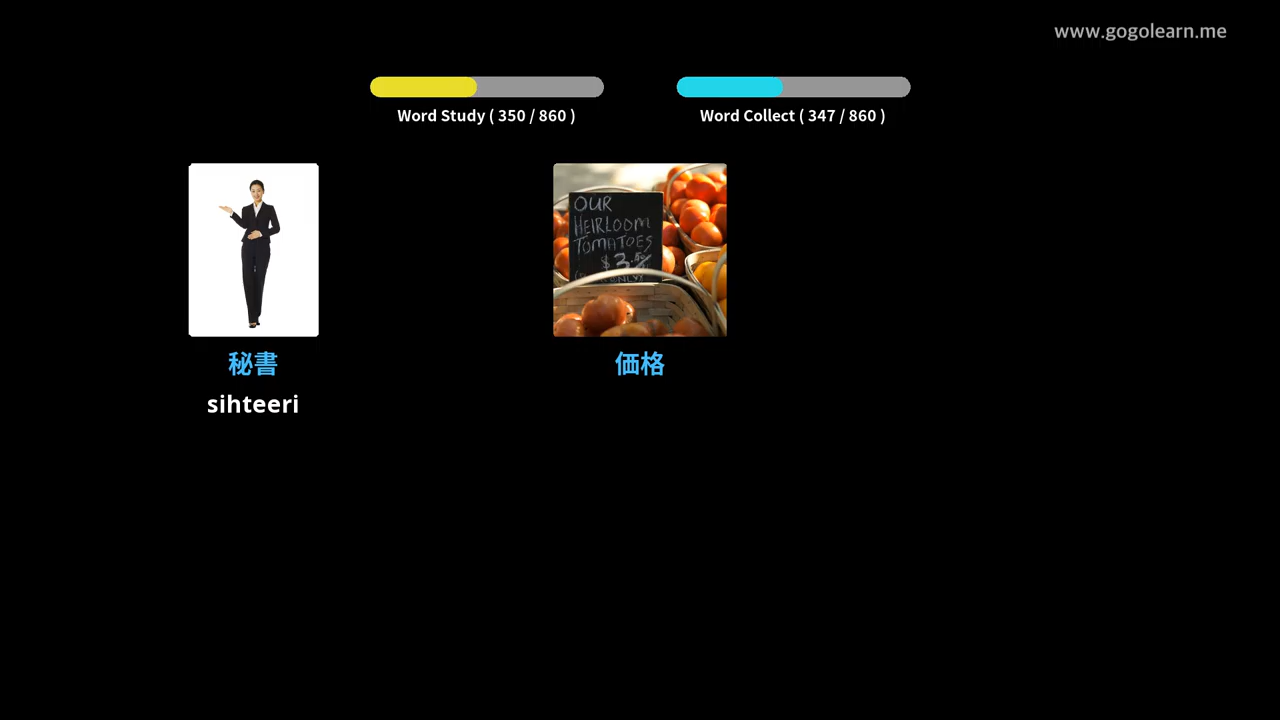 www.gogolearn.me
Word Study ( 350 / 860 )
Word Collect ( 347 / 860 )
OUR
HEIRLOOM
TOMATOES
$ 3.
秘書
価格
sihteeri